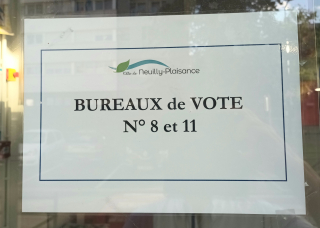 Ville de Neuilly-Plaisance
BUREAUX de VOTE
N° 8 et 11